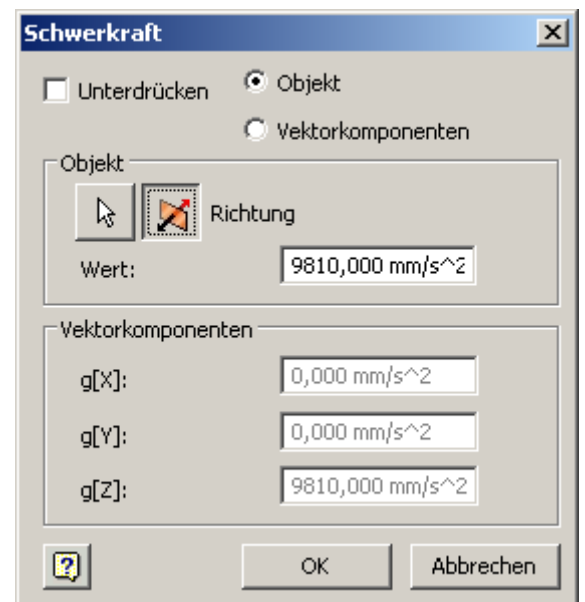 Schwerkraft
Unterdrücken
Objekt
Vektorkomponenten
Objekt
Richtung
Wert: 9810,000 mm/s^2
Vektorkomponenten
g[X]: 0,000 mm/s^2
g[Y]: 0,000 mm/s^2
g[Z]: 9810,000 mm/s^2
? OK Abbrechen